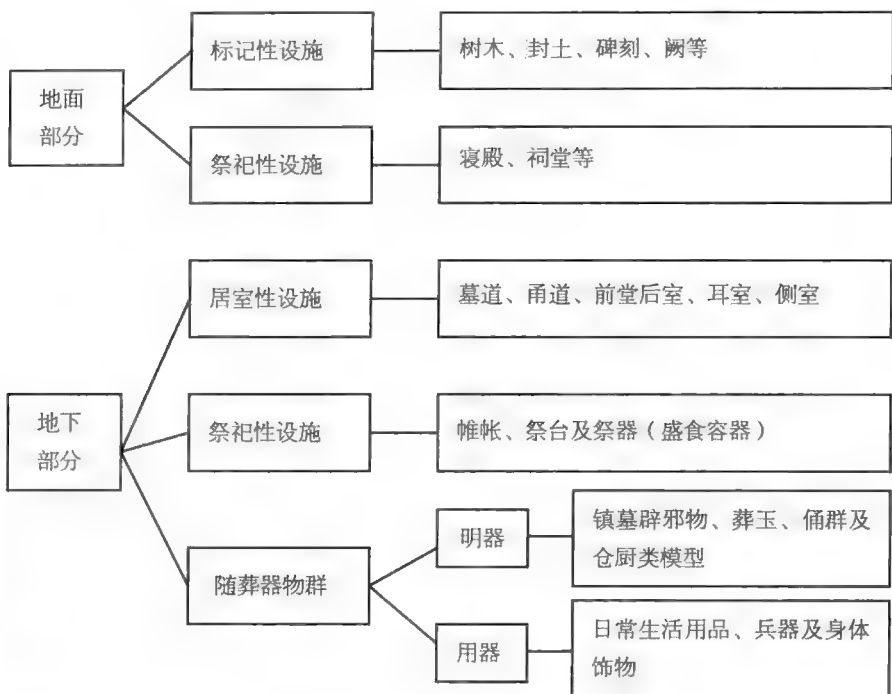 地面
部分
标记性设施
树木、封土、碑刻、阙等
祭祀性设施
寝殿、祠堂等
地下
部分
居室性设施
墓道、甬道、前堂后室、耳室、侧室
祭祀性设施
帷帐、祭台及祭器（盛食容器）
随葬器物群
明器
镇墓辟邪物、葬玉、俑群及
仓厨类模型
用器
日常生活用品、兵器及身体
饰物